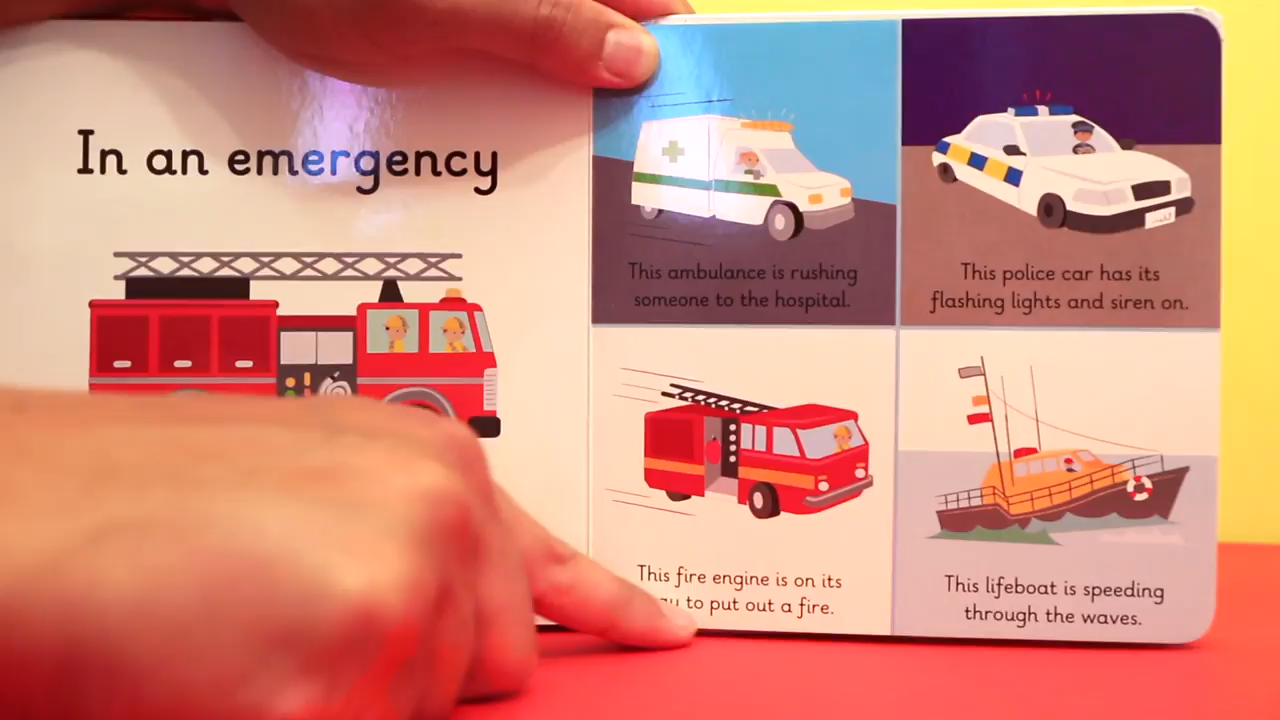 In an emergency
This ambulance is rushing
someone to the hospital.
This police car has its
flashing lights and siren on.
This fire engine is on its
to put out a fire.
This lifeboat is speeding
through the waves.